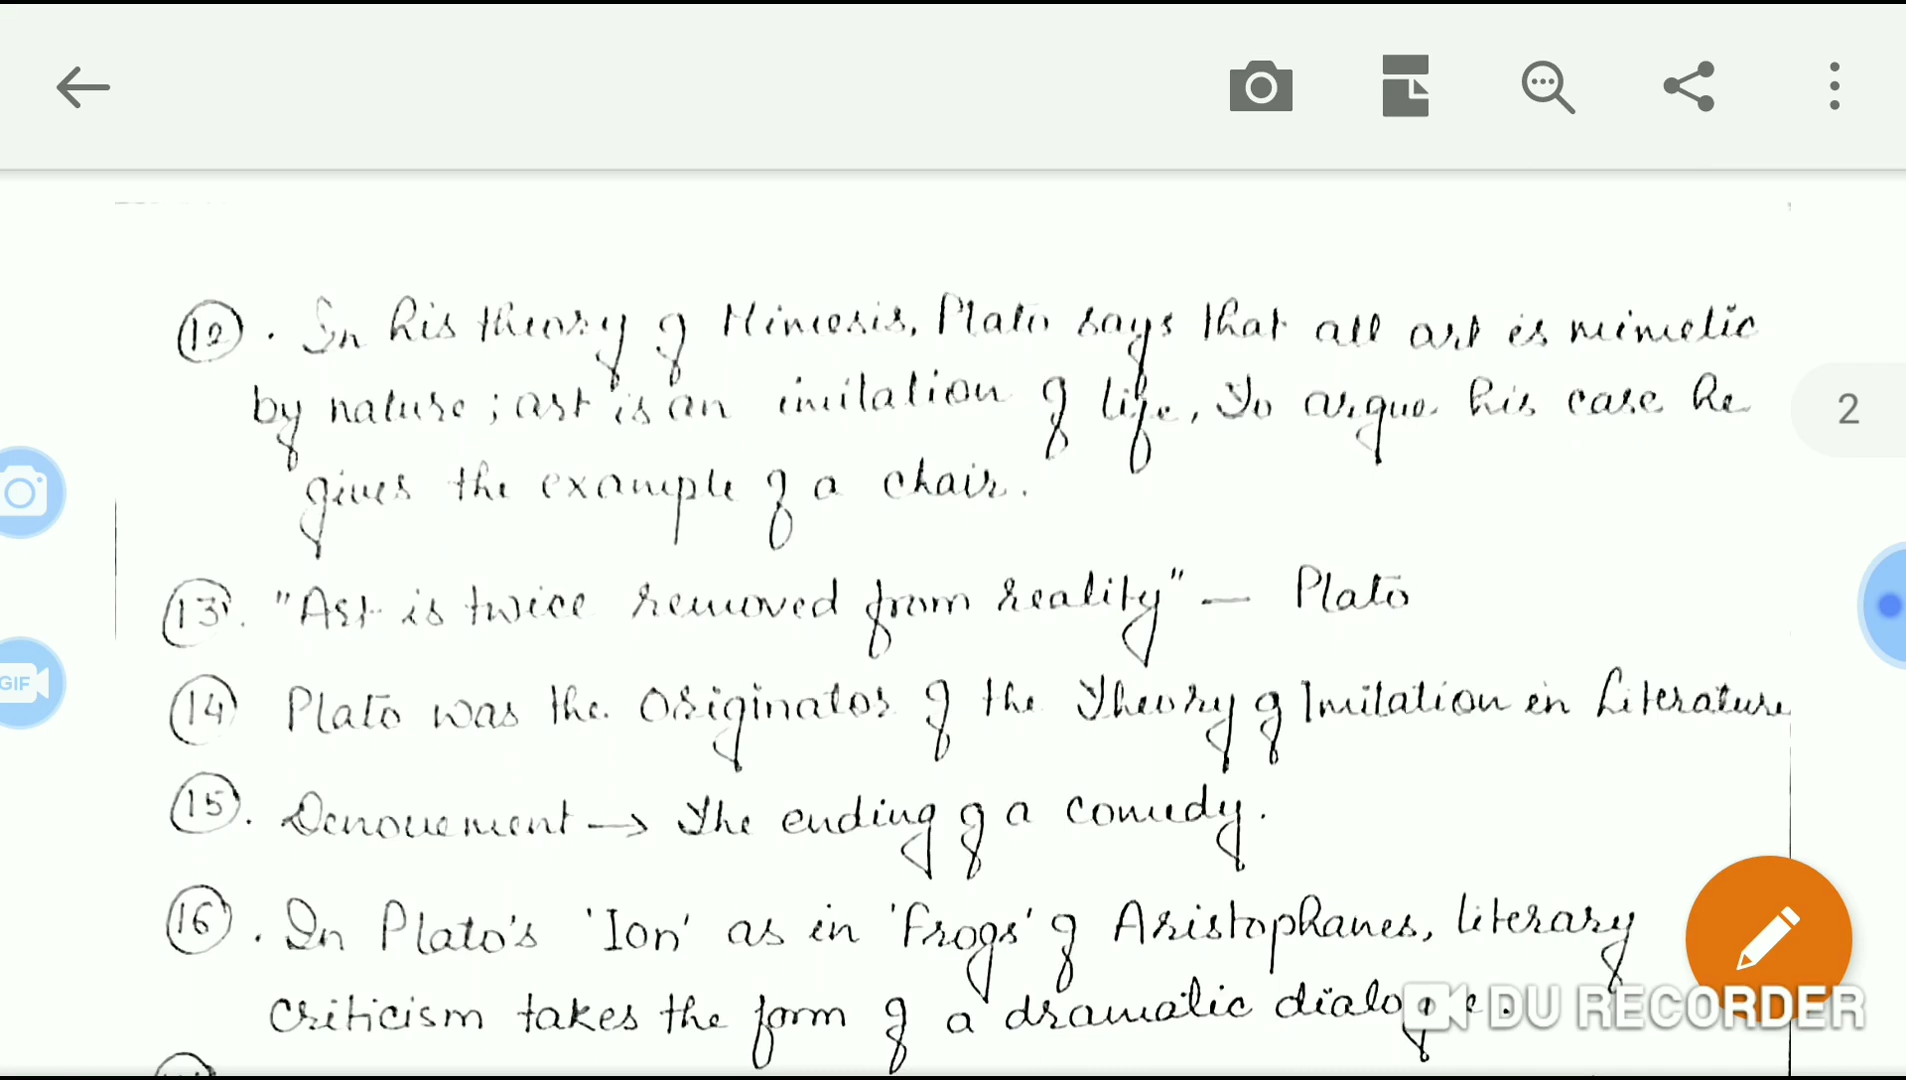 (12). In his theory of Mimesis, Plato says that all art is mimetic
by nature; art is an imitation of life, To argue his case he
2
gives the example of a chair.
GIF
(13). "Art is twice removed from reality" — Plato
(14) Plato was the Originator of the Theory of Imitation in Literature
(15). Denouement → The ending of a comedy.
(16). In Plato's 'Ion' as in 'Frogs' of Aristophanes, literary
criticism takes the form of a dramatic
DU RECORDER